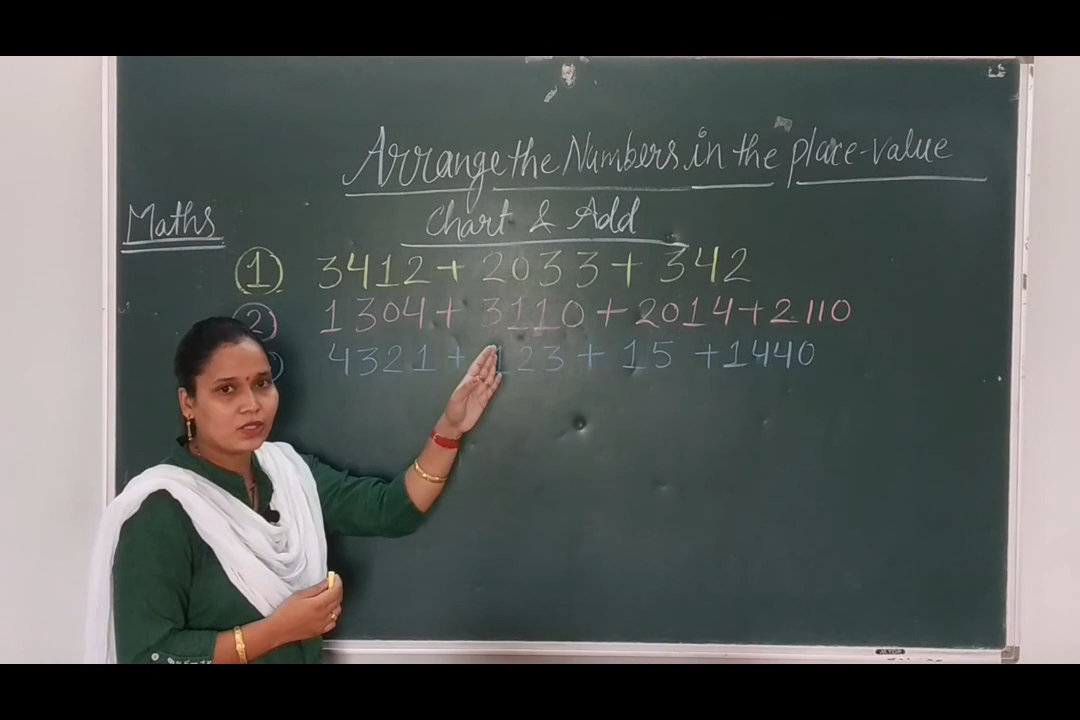 Arrange the Numbers in the place-value
Chart & Add
Maths
① 3412 + 2033 + 342
② 1304 + 3110 + 2014 + 2110
4321 + 123 + 15 + 1440